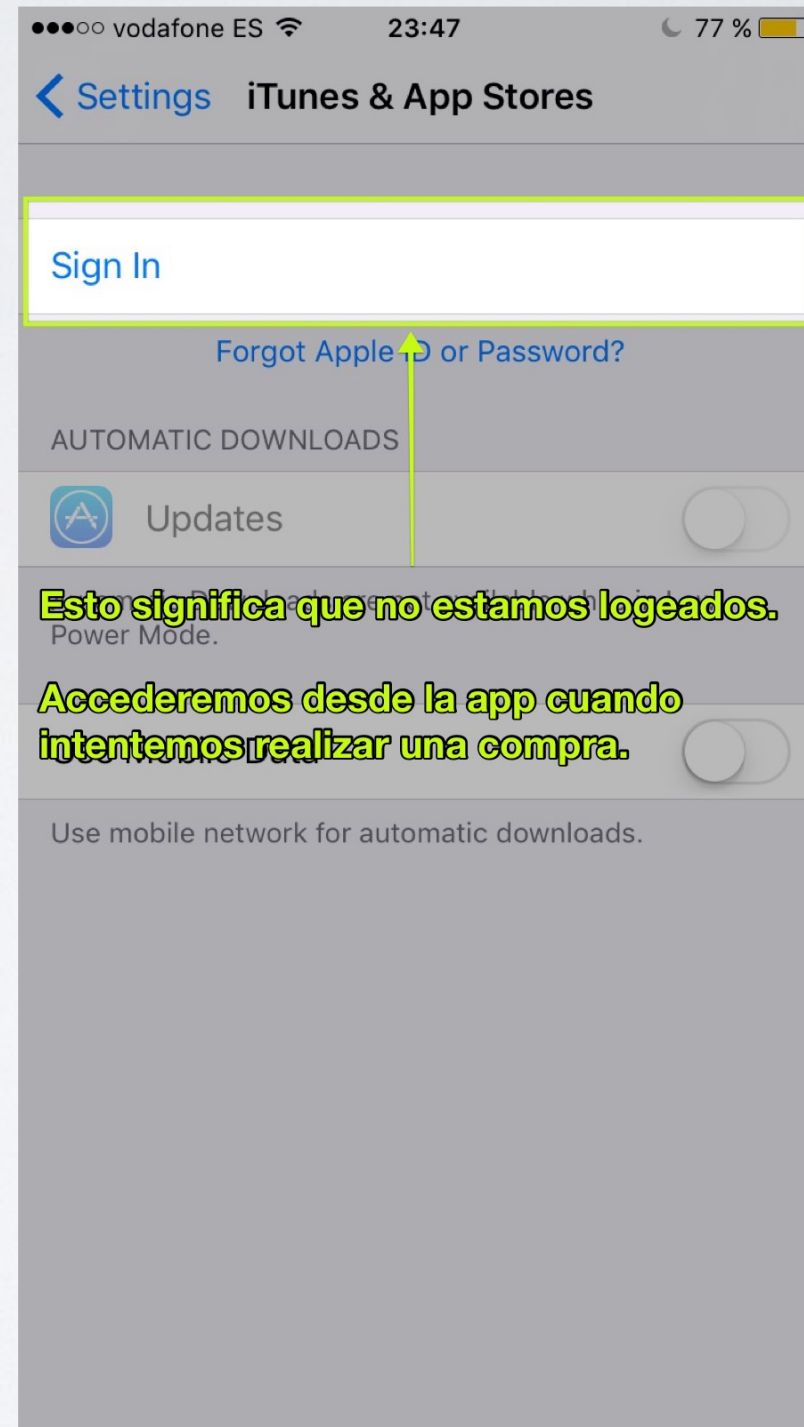 vodafone ES 23:47 77 %
Settings iTunes & App Stores
Sign In
Forgot Apple ID or Password?
AUTOMATIC DOWNLOADS
Updates
Esto significa que no estamos logeados.
Power Mode.
Accederemos desde la app cuando
intentemos realizar una compra.
Use mobile network for automatic downloads.